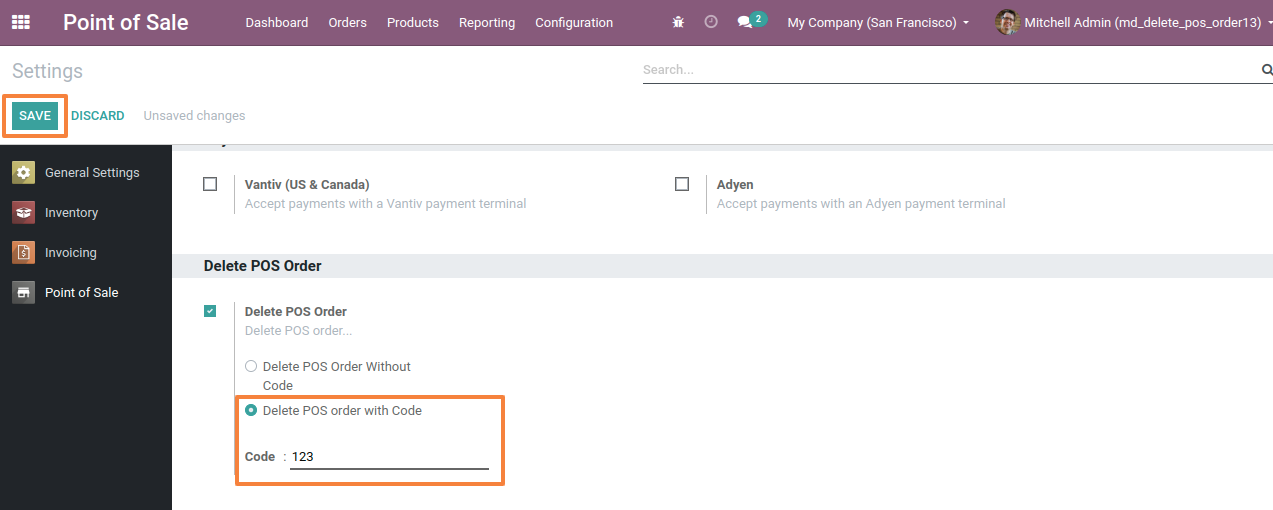 Point of Sale Dashboard Orders Products Reporting Configuration 2 My Company (San Francisco) Mitchell Admin (md_delete_pos_order13)
Settings Search...
SAVE DISCARD Unsaved changes
General Settings
Inventory
Invoicing
Point of Sale
Vantiv (US & Canada) Adyen
Accept payments with a Vantiv payment terminal Accept payments with an Adyen payment terminal
Delete POS Order
Delete POS Order
Delete POS order...
Delete POS Order Without
Code
Delete POS order with Code
Code : 123